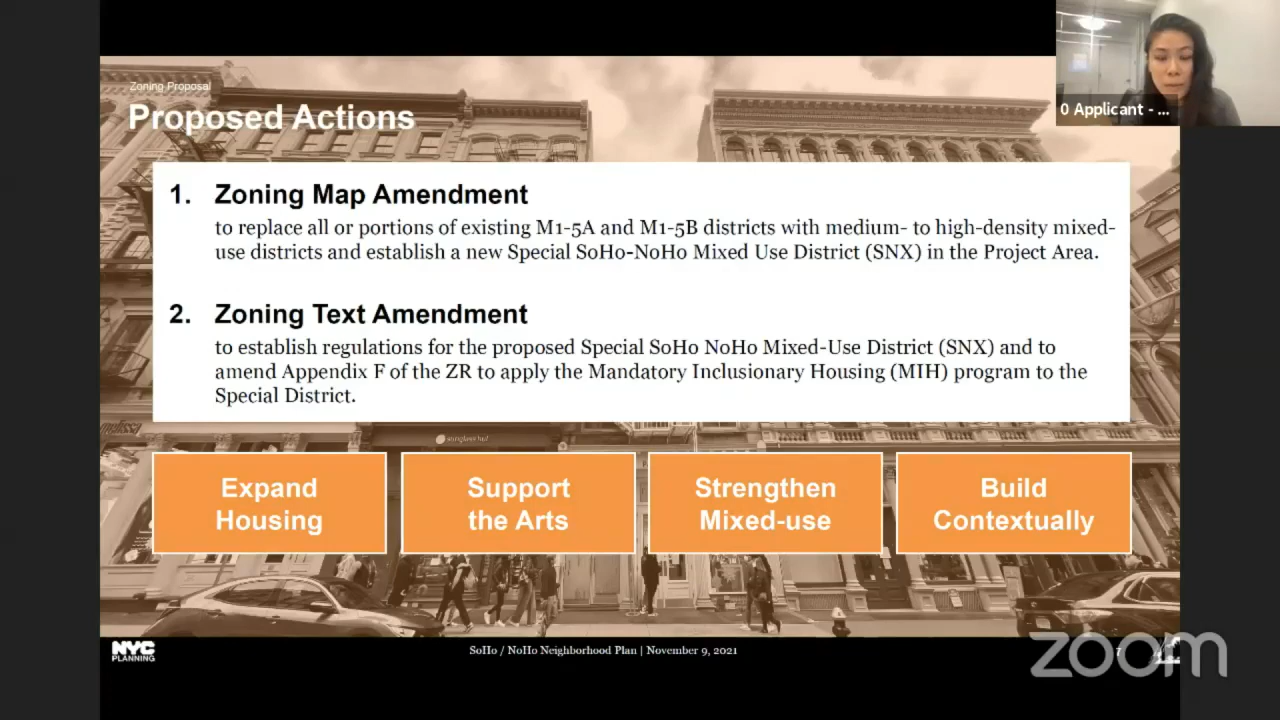 Zoning Proposal
Proposed Actions
0 Applicant - ...
1. Zoning Map Amendment
to replace all or portions of existing M1-5A and M1-5B districts with medium- to high-density mixed-
use districts and establish a new Special SoHo-NoHo Mixed Use District (SNX) in the Project Area.
2. Zoning Text Amendment
to establish regulations for the proposed Special SoHo NoHo Mixed-Use District (SNX) and to
amend Appendix F of the ZR to apply the Mandatory Inclusionary Housing (MIH) program to the
Special District.
sunglass hut
Expand
Housing
Support
the Arts
Strengthen
Mixed-use
Build
Contextually
NYC
PLANNING
SoHo / NoHo Neighborhood Plan | November 9, 2021
7
zoom